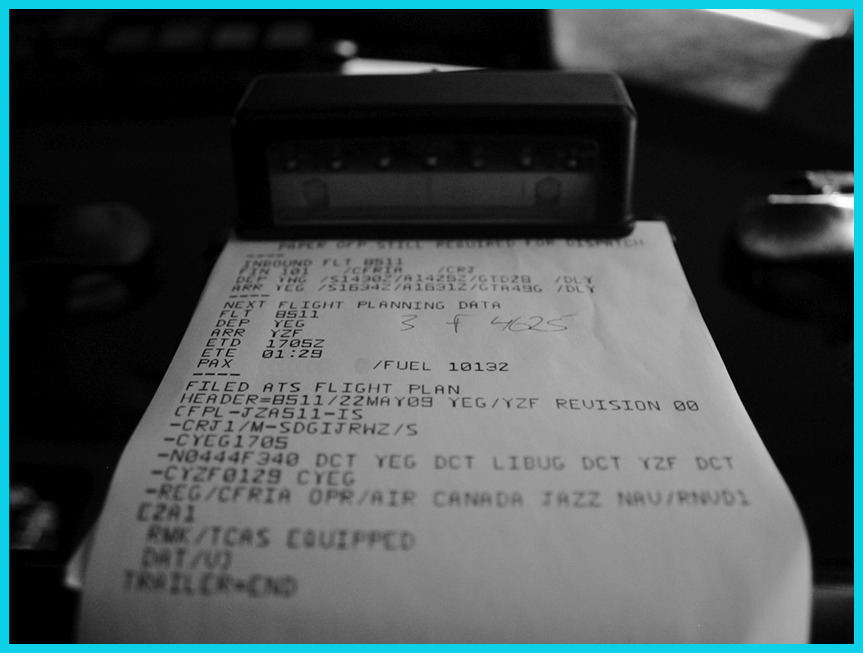 PAPER OFP STILL REQUIRED FOR DISPATCH
----
INBOUND FLT 8511
FIN 101 /CFRIA /CRJ
DEP YWG /S1430Z/A1425Z/GTD28 /DLY
ARR YEG /S1634Z/A1631Z/GTA49G /DLY
----
NEXT FLIGHT PLANNING DATA
FLT 8511
DEP YEG 3 F 4625
ARR YZF
ETD 1705Z
ETE 01:29
PAX /FUEL 10132
----
FILED ATS FLIGHT PLAN
HEADER=8511/22MAY09 YEG/YZF REVISION 00
CFPL-JZA511-IS
-CRJ1/M-SDGIJRWZ/S
-CYEG1705
-N0444F340 DCT YEG DCT LIBUG DCT YZF DCT
-CYZF0129 CYEG
-REG/CFRIA OPR/AIR CANADA JAZZ NAV/RNVD1
E2A1
RMK/TCAS EQUIPPED
DAT/VJ
TRAILER=END